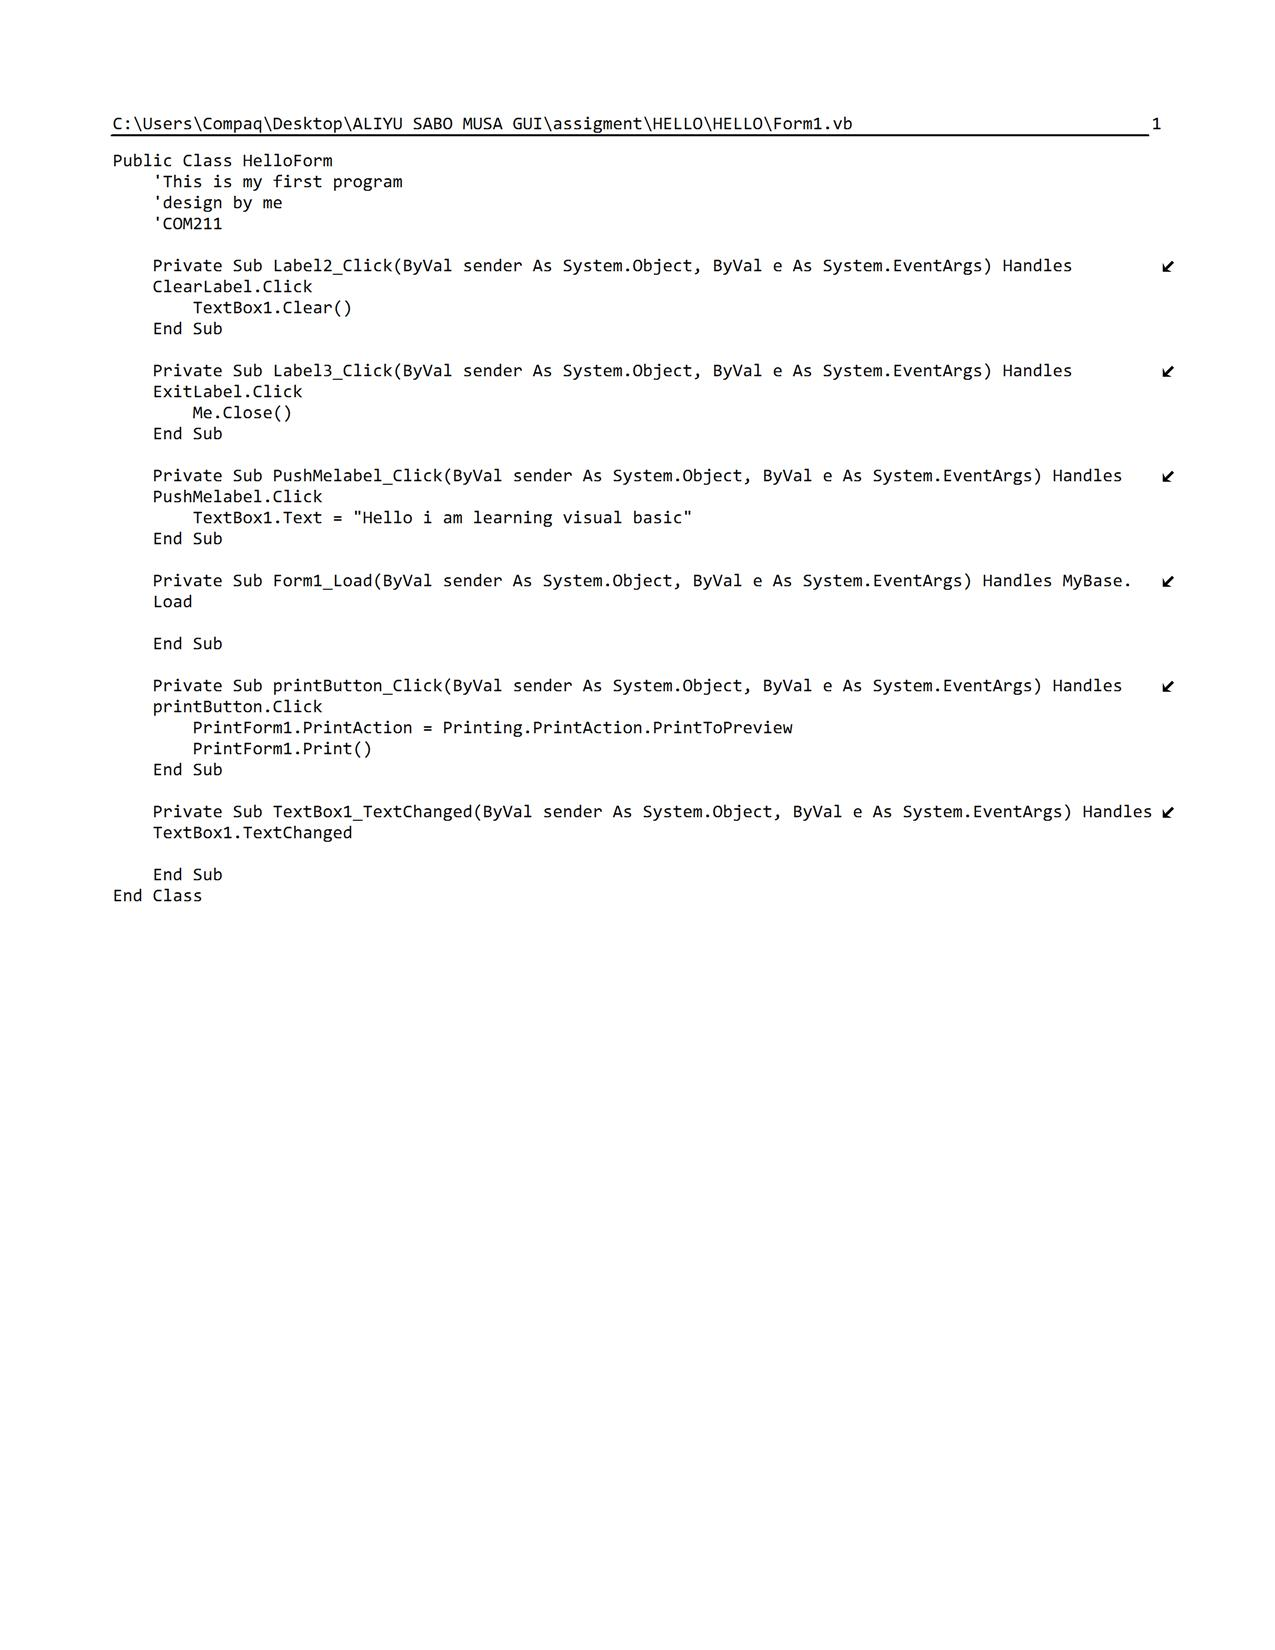 C:\Users\Compaq\Desktop\ALIYU SABO MUSA GUI\assigment\HELLO\HELLO\Form1.vb 1
Public Class HelloForm
    'This is my first program
    'design by me
    'COM211

    Private Sub Label2_Click(ByVal sender As System.Object, ByVal e As System.EventArgs) Handles ↙
    ClearLabel.Click
        TextBox1.Clear()
    End Sub

    Private Sub Label3_Click(ByVal sender As System.Object, ByVal e As System.EventArgs) Handles ↙
    ExitLabel.Click
        Me.Close()
    End Sub

    Private Sub PushMelabel_Click(ByVal sender As System.Object, ByVal e As System.EventArgs) Handles ↙
    PushMelabel.Click
        TextBox1.Text = "Hello i am learning visual basic"
    End Sub

    Private Sub Form1_Load(ByVal sender As System.Object, ByVal e As System.EventArgs) Handles MyBase. ↙
    Load

    End Sub

    Private Sub printButton_Click(ByVal sender As System.Object, ByVal e As System.EventArgs) Handles ↙
    printButton.Click
        PrintForm1.PrintAction = Printing.PrintAction.PrintToPreview
        PrintForm1.Print()
    End Sub

    Private Sub TextBox1_TextChanged(ByVal sender As System.Object, ByVal e As System.EventArgs) Handles ↙
    TextBox1.TextChanged

    End Sub
End Class